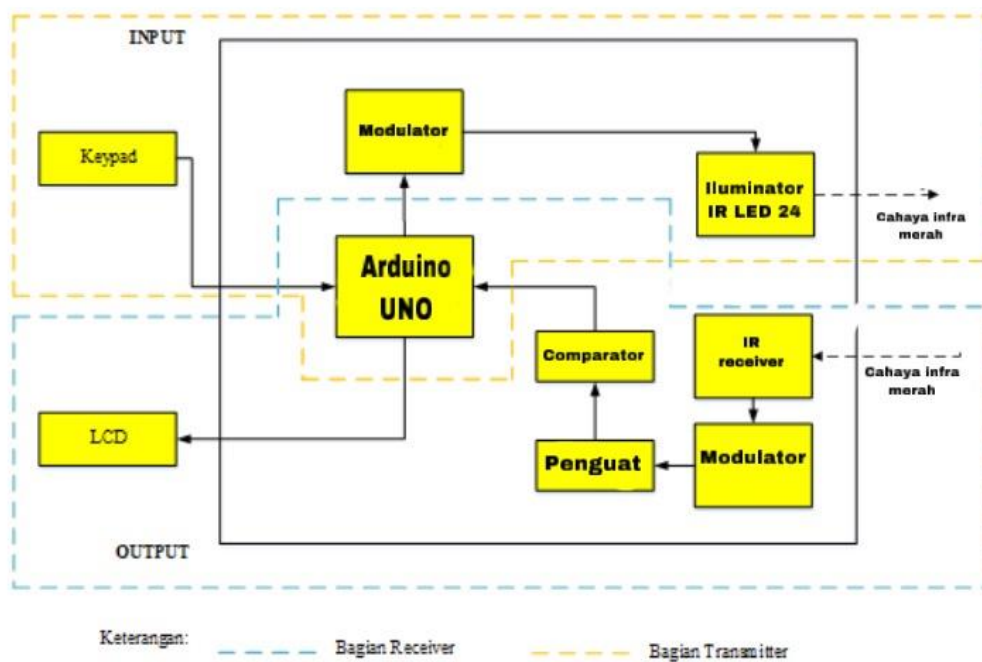 INPUT
Keypad
Modulator
Iluminator
IR LED 24
Cahaya infra
merah
Arduino
UNO
Comparator
IR
receiver
Cahaya infra
merah
LCD
Penguat
Modulator
OUTPUT
Keterangan:
Bagian Receiver
Bagian Transmitter